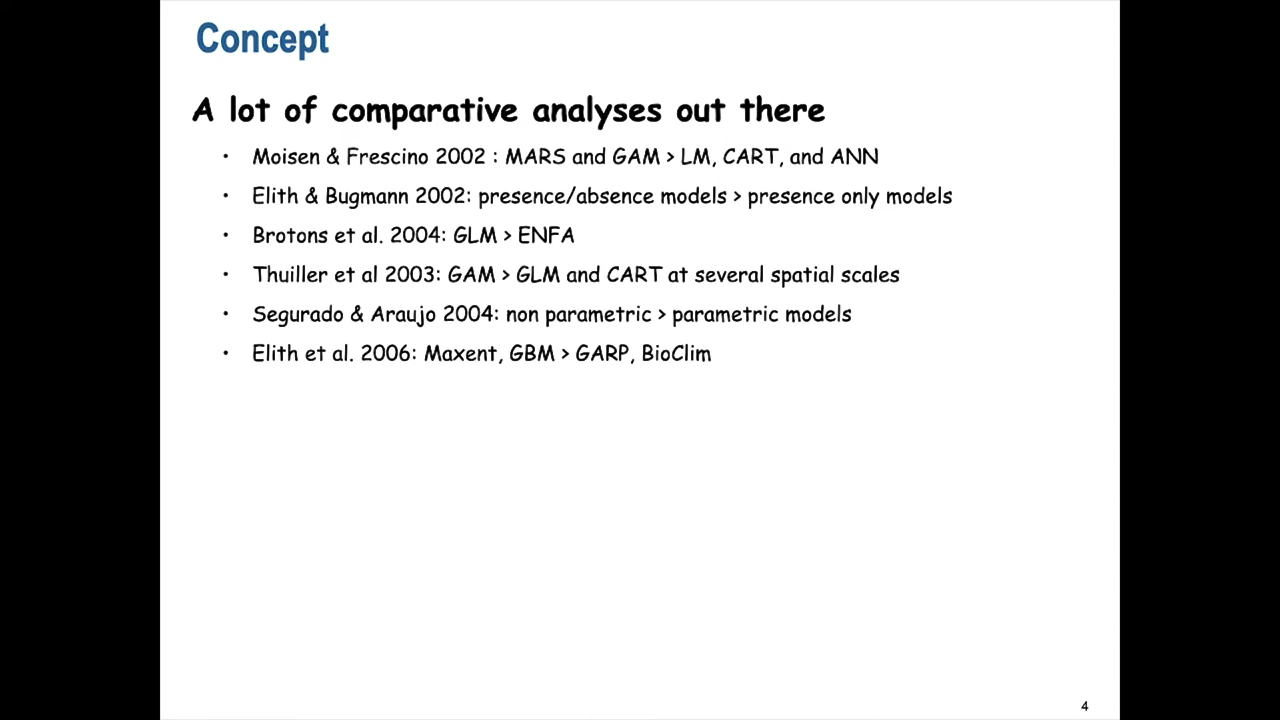 Concept
A lot of comparative analyses out there
• Moisen & Frescino 2002 : MARS and GAM > LM, CART, and ANN
• Elith & Bugmann 2002: presence/absence models > presence only models
• Brotons et al. 2004: GLM > ENFA
• Thuiller et al 2003: GAM > GLM and CART at several spatial scales
• Segurado & Araujo 2004: non parametric > parametric models
• Elith et al. 2006: Maxent, GBM > GARP, BioClim
4